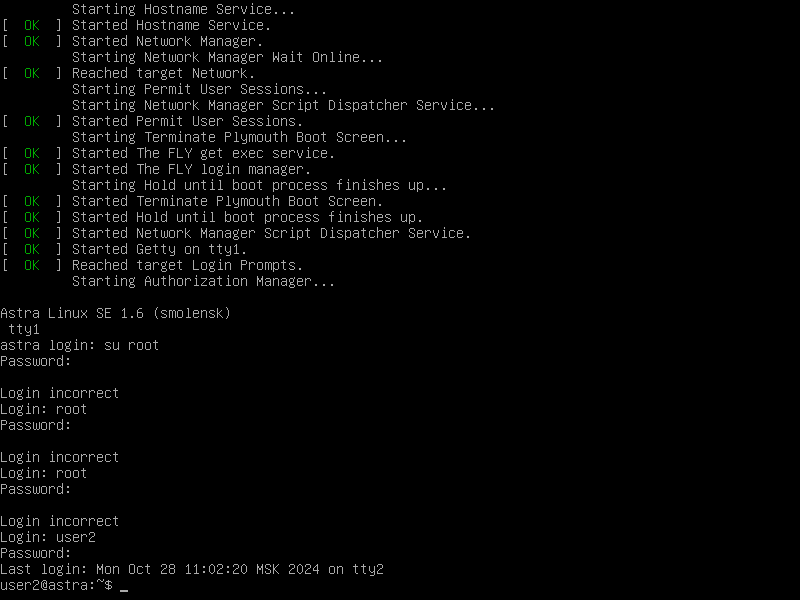 Starting Hostname Service...
[  OK  ] Started Hostname Service.
[  OK  ] Started Network Manager.
Starting Network Manager Wait Online...
[  OK  ] Reached target Network.
Starting Permit User Sessions...
Starting Network Manager Script Dispatcher Service...
[  OK  ] Started Permit User Sessions.
Starting Terminate Plymouth Boot Screen...
[  OK  ] Started The FLY get exec service.
[  OK  ] Started The FLY login manager.
Starting Hold until boot process finishes up...
[  OK  ] Started Terminate Plymouth Boot Screen.
[  OK  ] Started Hold until boot process finishes up.
[  OK  ] Started Network Manager Script Dispatcher Service.
[  OK  ] Started Getty on tty1.
[  OK  ] Reached target Login Prompts.
Starting Authorization Manager...
Astra Linux SE 1.6 (smolensk)
tty1
astra login: su root
Password:
Login incorrect
Login: root
Password:
Login incorrect
Login: root
Password:
Login incorrect
Login: user2
Password:
Last login: Mon Oct 28 11:02:20 MSK 2024 on tty2
user2@astra:~$ _